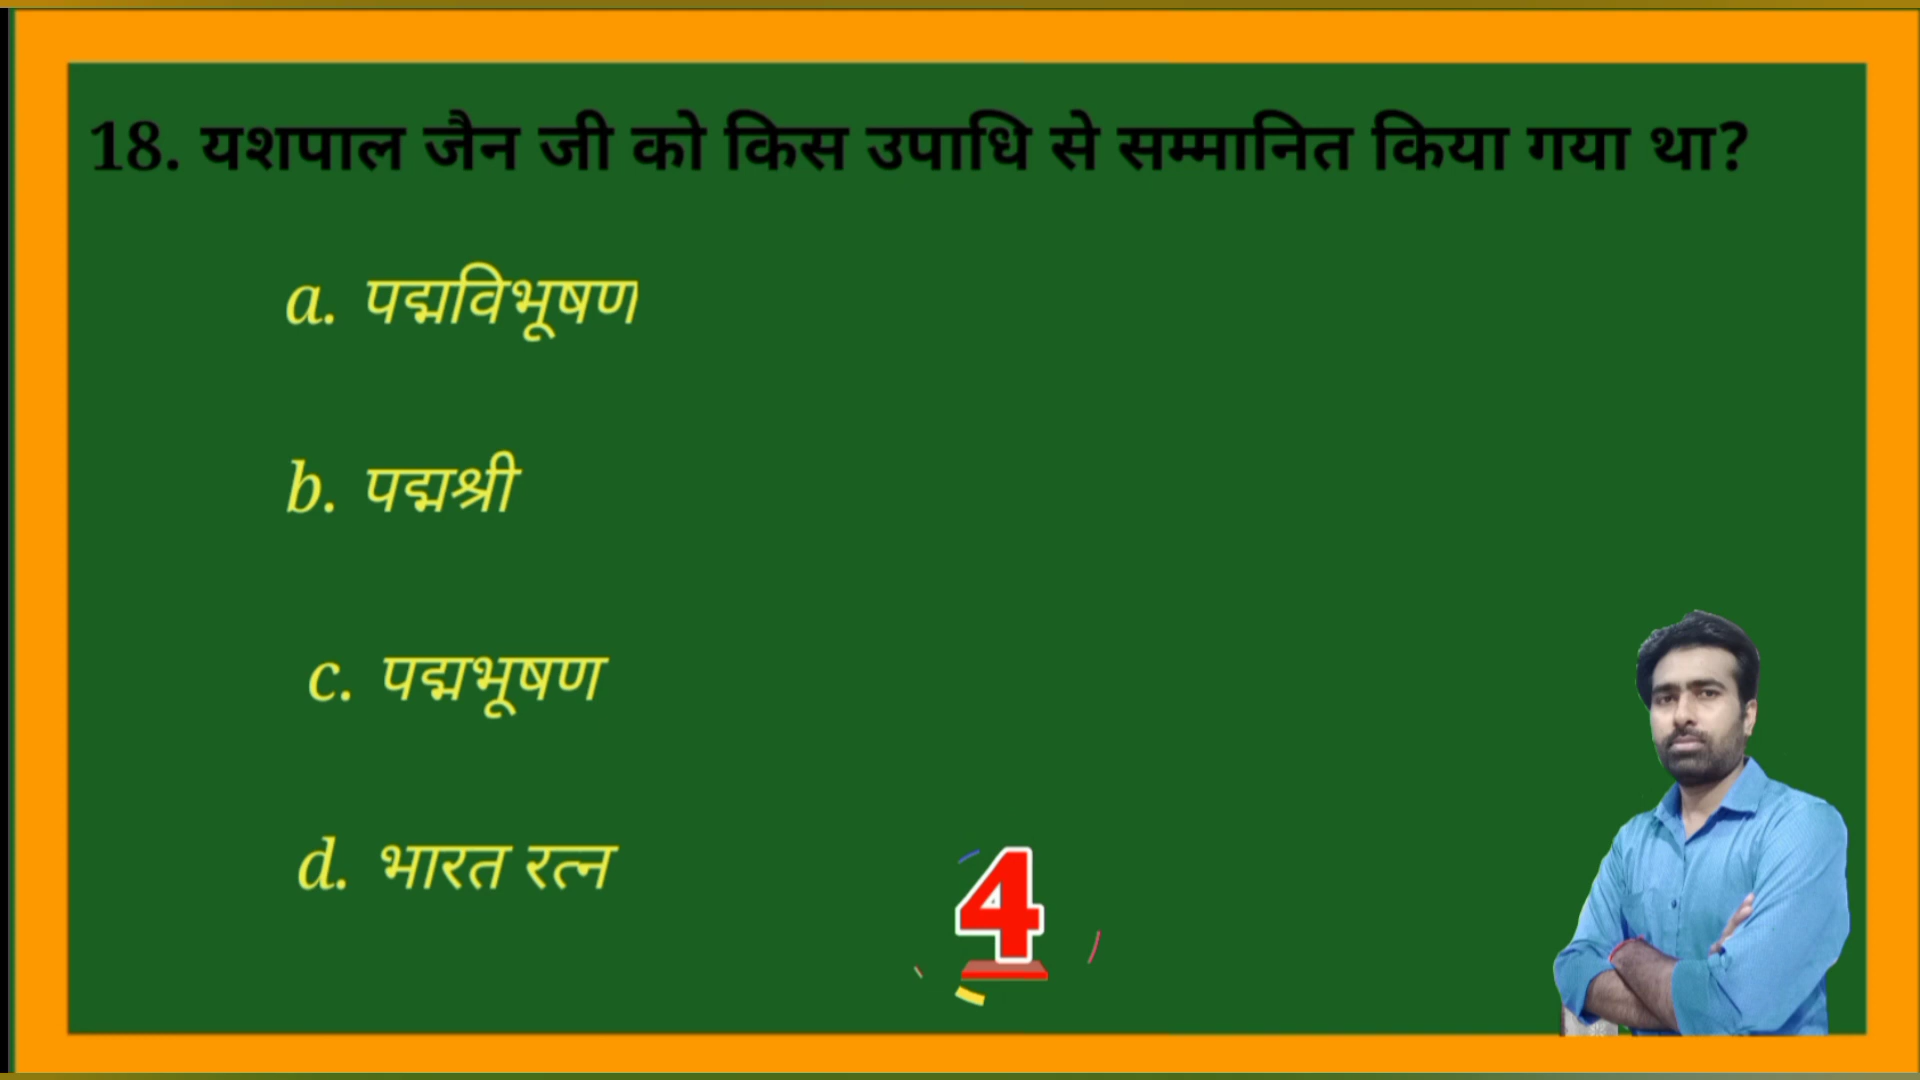 18. यशपाल जैन जी को किस उपाधि से सम्मानित किया गया था?
a. पद्मविभूषण
b. पद्मश्री
c. पद्मभूषण
d. भारत रत्न
4